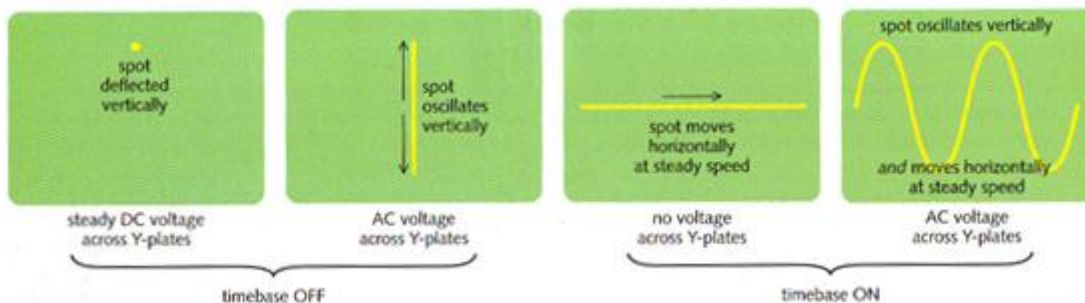 spot
deflected
vertically
spot
oscillates
vertically
spot moves
horizontally
at steady speed
spot oscillates vertically
and moves horizontally
at steady speed
steady DC voltage
across Y-plates
AC voltage
across Y-plates
no voltage
across Y-plates
AC voltage
across Y-plates
timebase OFF
timebase ON